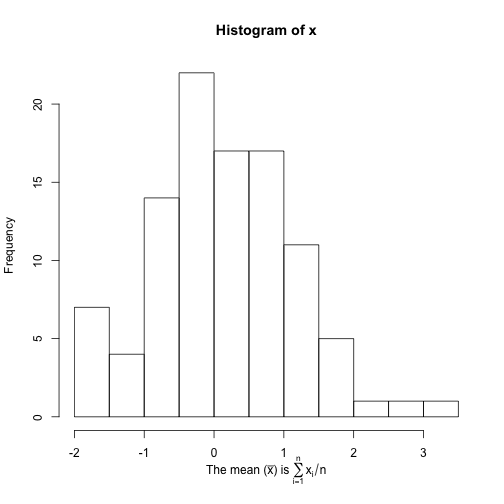 Histogram of x
Frequency
20
15
10
5
0
-2 -1 0 1 2 3
The mean (x̄) is ∑ᵢ₌₁ⁿ xᵢ/n